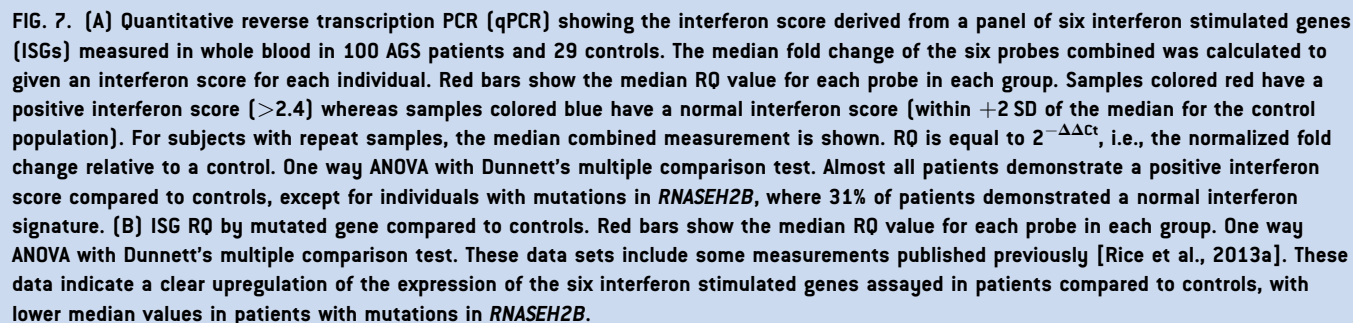 FIG. 7. (A) Quantitative reverse transcription PCR (qPCR) showing the interferon score derived from a panel of six interferon stimulated genes
(ISGs) measured in whole blood in 100 AGS patients and 29 controls. The median fold change of the six probes combined was calculated to
given an interferon score for each individual. Red bars show the median RQ value for each probe in each group. Samples colored red have a
positive interferon score (>2.4) whereas samples colored blue have a normal interferon score (within +2 SD of the median for the control
population). For subjects with repeat samples, the median combined measurement is shown. RQ is equal to 2^−ΔΔCt, i.e., the normalized fold
change relative to a control. One way ANOVA with Dunnett's multiple comparison test. Almost all patients demonstrate a positive interferon
score compared to controls, except for individuals with mutations in RNASEH2B, where 31% of patients demonstrated a normal interferon
signature. (B) ISG RQ by mutated gene compared to controls. Red bars show the median RQ value for each probe in each group. One way
ANOVA with Dunnett's multiple comparison test. These data sets include some measurements published previously [Rice et al., 2013a]. These
data indicate a clear upregulation of the expression of the six interferon stimulated genes assayed in patients compared to controls, with
lower median values in patients with mutations in RNASEH2B.